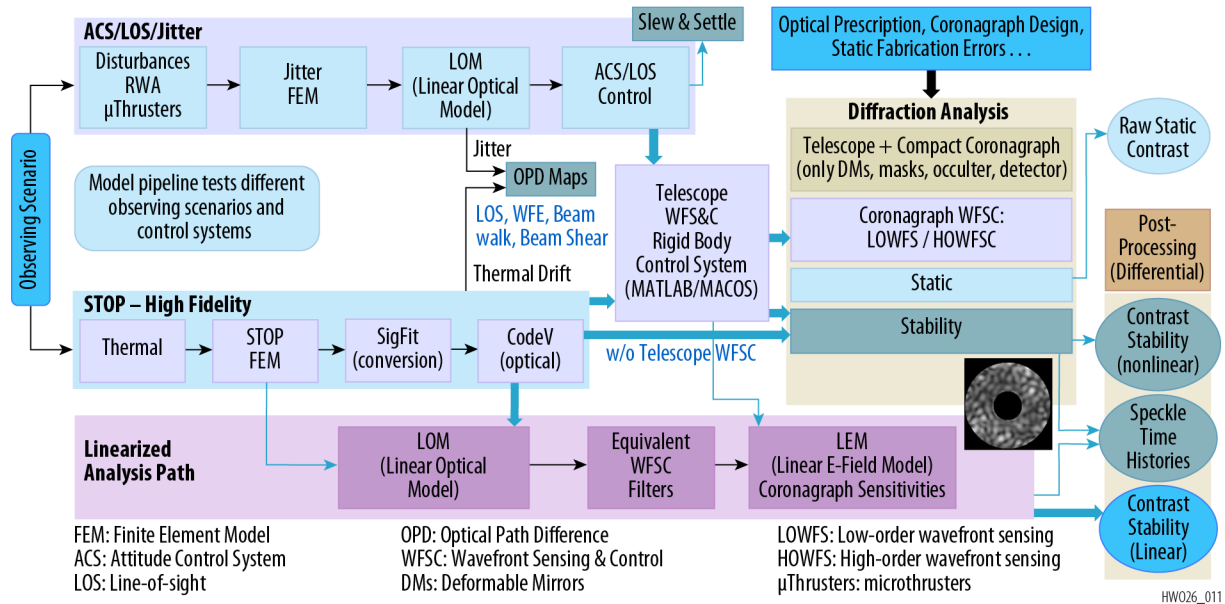 ACS/LOS/Jitter
Disturbances
RWA
µThrusters
Jitter
FEM
LOM
(Linear Optical
Model)
ACS/LOS
Control
Slew & Settle
Optical Prescription, Coronagraph Design,
Static Fabrication Errors . . .
Observing Scenario
Model pipeline tests different
observing scenarios and
control systems
Jitter
OPD Maps
LOS, WFE, Beam
walk, Beam Shear
Thermal Drift
Telescope
WFS&C
Rigid Body
Control System
(MATLAB/MACOS)
Diffraction Analysis
Telescope + Compact Coronagraph
(only DMs, masks, occulter, detector)
Coronagraph WFSC:
LOWFS / HOWFSC
Static
Stability
Raw Static
Contrast
Post-
Processing
(Differential)
Contrast
Stability
(nonlinear)
Speckle
Time
Histories
Contrast
Stability
(Linear)
STOP – High Fidelity
Thermal
STOP
FEM
SigFit
(conversion)
CodeV
(optical)
w/o Telescope WFSC
Linearized
Analysis Path
LOM
(Linear Optical
Model)
Equivalent
WFSC
Filters
LEM
(Linear E-Field Model)
Coronagraph Sensitivities
FEM: Finite Element Model
ACS: Attitude Control System
LOS: Line-of-sight
OPD: Optical Path Difference
WFSC: Wavefront Sensing & Control
DMs: Deformable Mirrors
LOWFS: Low-order wavefront sensing
HOWFS: High-order wavefront sensing
µThrusters: microthrusters
HWO26_011